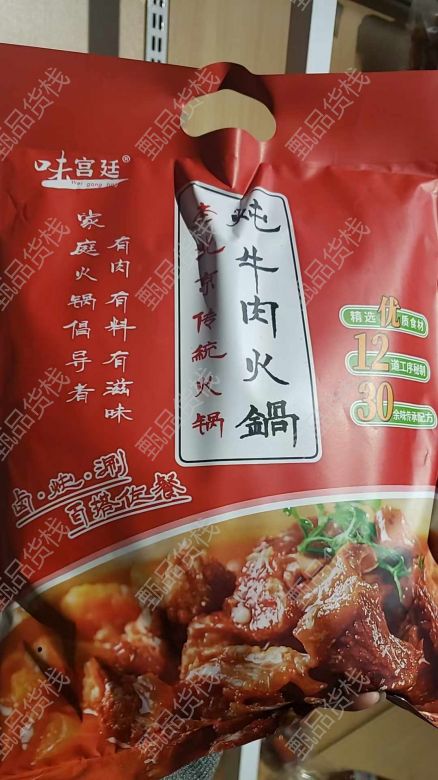 味宫廷®
Wei gong ting
家庭火锅倡导者
有肉有料有滋味
老北京传統火锅
炖牛肉火鍋
精选优质食材
12道工序秘制
30余味传承配方
卤·炖·涮
百搭佐餐
甄品货栈